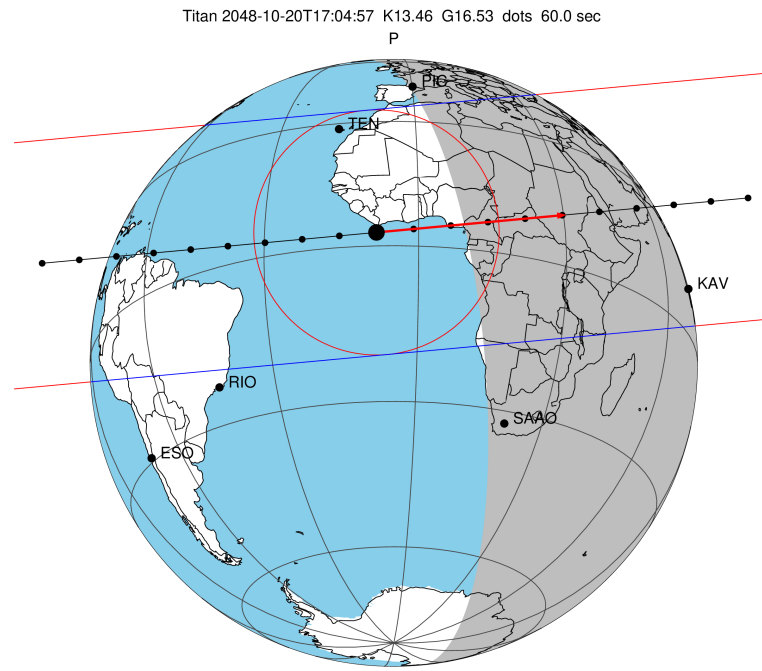 Titan 2048-10-20T17:04:57 K13.46 G16.53 dots 60.0 sec
P
PIC
TEN
KAV
RIO
SAAO
ESO